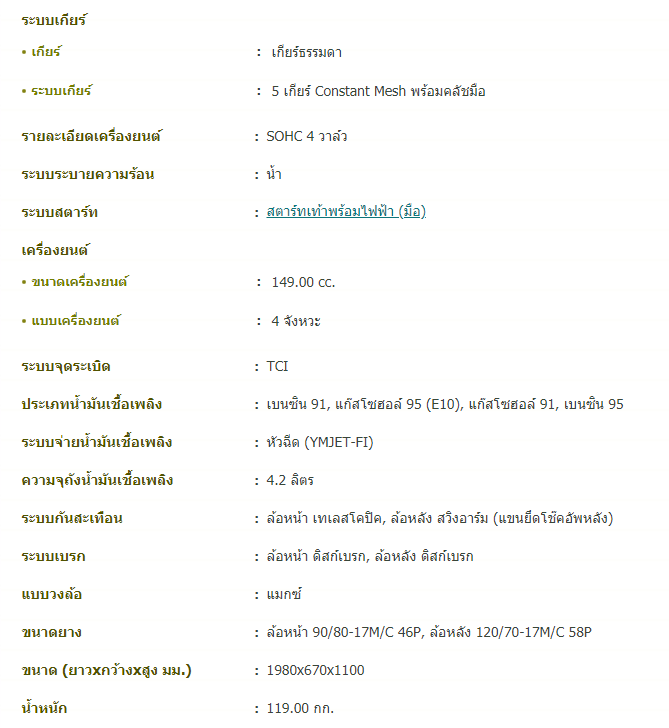 ระบบเกียร์
• เกียร์ : เกียร์ธรรมดา
• ระบบเกียร์ : 5 เกียร์ Constant Mesh พร้อมคลัชมือ
รายละเอียดเครื่องยนต์ : SOHC 4 วาล์ว
ระบบระบายความร้อน : น้ำ
ระบบสตาร์ท : สตาร์ทเท้าพร้อมไฟฟ้า (มือ)
เครื่องยนต์
• ขนาดเครื่องยนต์ : 149.00 cc.
• แบบเครื่องยนต์ : 4 จังหวะ
ระบบจุดระเบิด : TCI
ประเภทน้ำมันเชื้อเพลิง : เบนซิน 91, แก๊สโซฮอล์ 95 (E10), แก๊สโซฮอล์ 91, เบนซิน 95
ระบบจ่ายน้ำมันเชื้อเพลิง : หัวฉีด (YMJET-FI)
ความจุถังน้ำมันเชื้อเพลิง : 4.2 ลิตร
ระบบกันสะเทือน : ล้อหน้า เทเลสโคปิค, ล้อหลัง สวิงอาร์ม (แขนยึดโช๊คอัพหลัง)
ระบบเบรก : ล้อหน้า ดิสก์เบรก, ล้อหลัง ดิสก์เบรก
แบบวงล้อ : แมกซ์
ขนาดยาง : ล้อหน้า 90/80-17M/C 46P, ล้อหลัง 120/70-17M/C 58P
ขนาด (ยาวxกว้างxสูง มม.) : 1980x670x1100
น้ำหนัก : 119.00 กก.